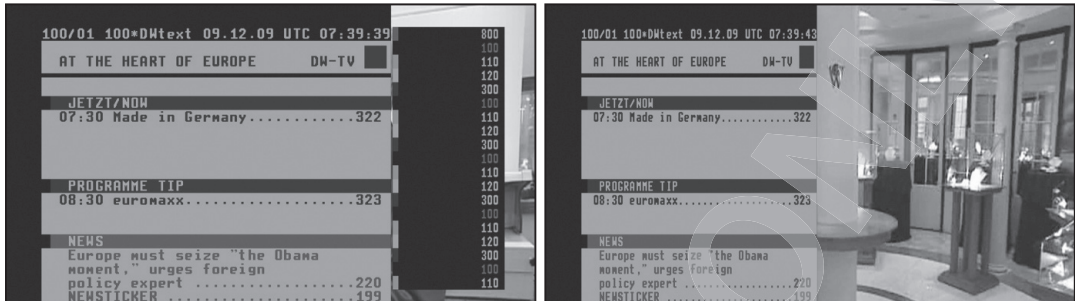 100/01 100*DWtext 09.12.09 UTC 07:39:39
AT THE HEART OF EUROPE DW-TV
JETZT/NOW
07:30 Made in Germany............322
PROGRAMME TIP
08:30 euromaxx..................323
NEWS
Europe must seize "the Obama
moment," urges foreign
policy expert ................220
NEWSTICKER ...................199
800
100
110
120
300
100
110
120
300
100
110
120
300
100
110
120
300
100
110
100/01 100*DWtext 09.12.09 UTC 07:39:43
AT THE HEART OF EUROPE DW-TV
JETZT/NOW
07:30 Made in Germany............322
PROGRAMME TIP
08:30 euromaxx..................323
NEWS
Europe must seize "the Obama
moment," urges foreign
policy expert ................220
NEWSTICKER ...................199
W
ONLY